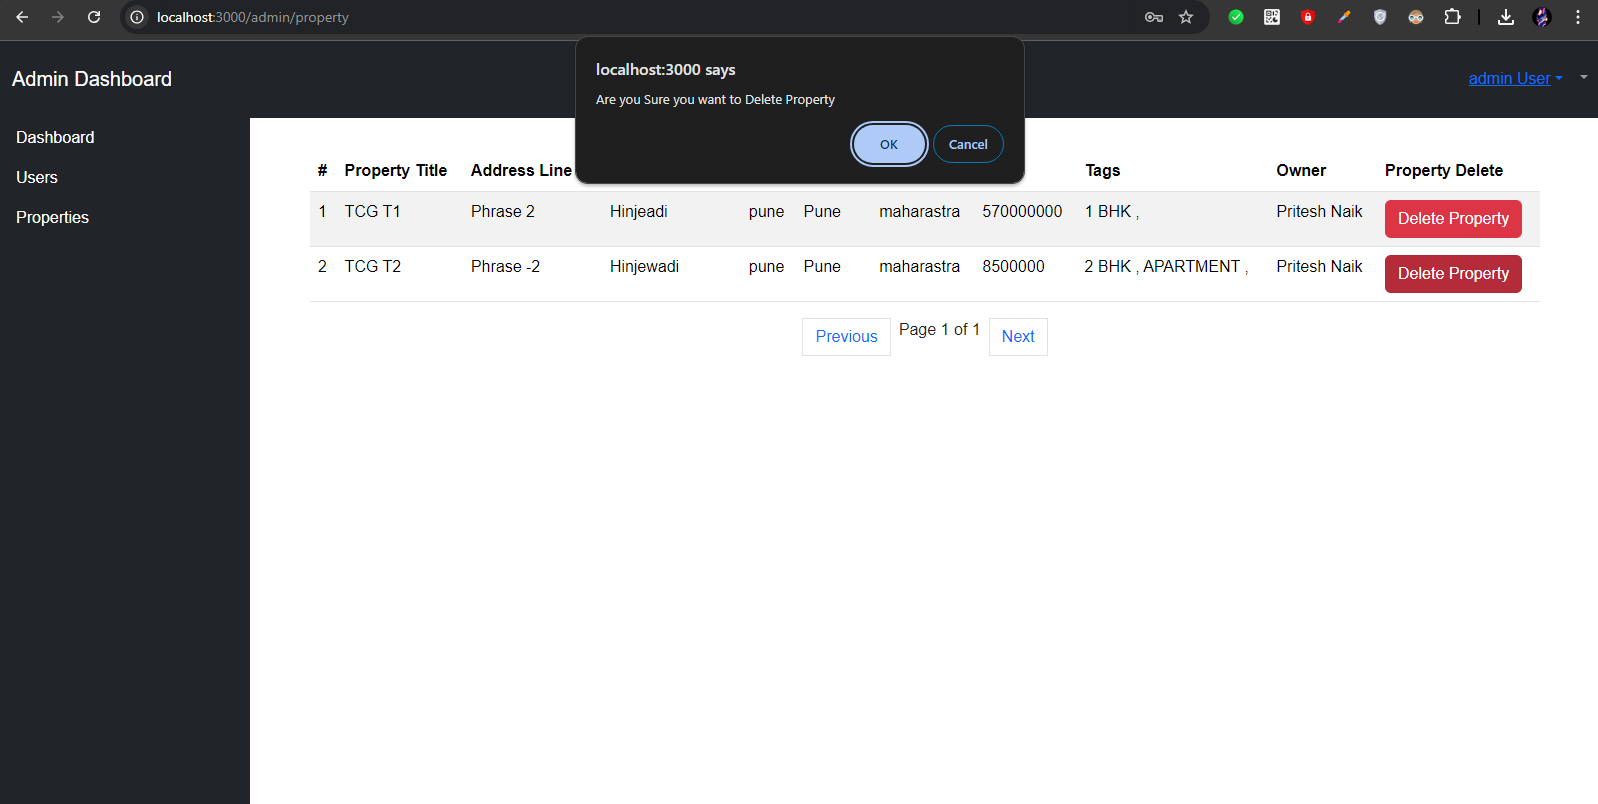 localhost:3000/admin/property
localhost:3000 says
Are you Sure you want to Delete Property
OK Cancel
Admin Dashboard
admin User
Dashboard
Users
Properties
# Property Title Address Line Tags Owner Property Delete
1 TCG T1 Phrase 2 Hinjeadi pune Pune maharastra 570000000 1 BHK , Pritesh Naik Delete Property
2 TCG T2 Phrase -2 Hinjewadi pune Pune maharastra 8500000 2 BHK , APARTMENT , Pritesh Naik Delete Property
Previous Page 1 of 1 Next